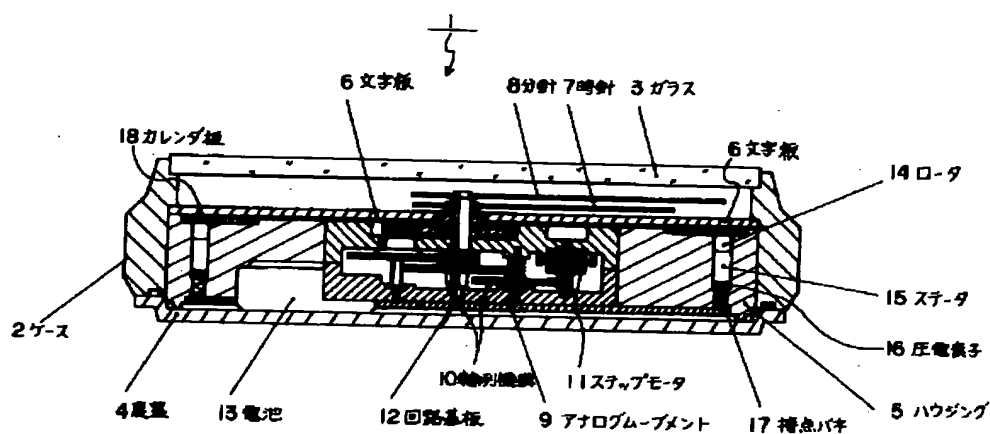 1
6 文字板
8分針 7時針 3 ガラス
18カレンダ板
6文字板
14 ロータ
15 ステータ
2ケース
16 圧電素子
10輪列機構
11ステップモータ
4裏蓋
13電池
12回路基板
9 アナログムーブメント
17 接点バネ
5 ハウジング